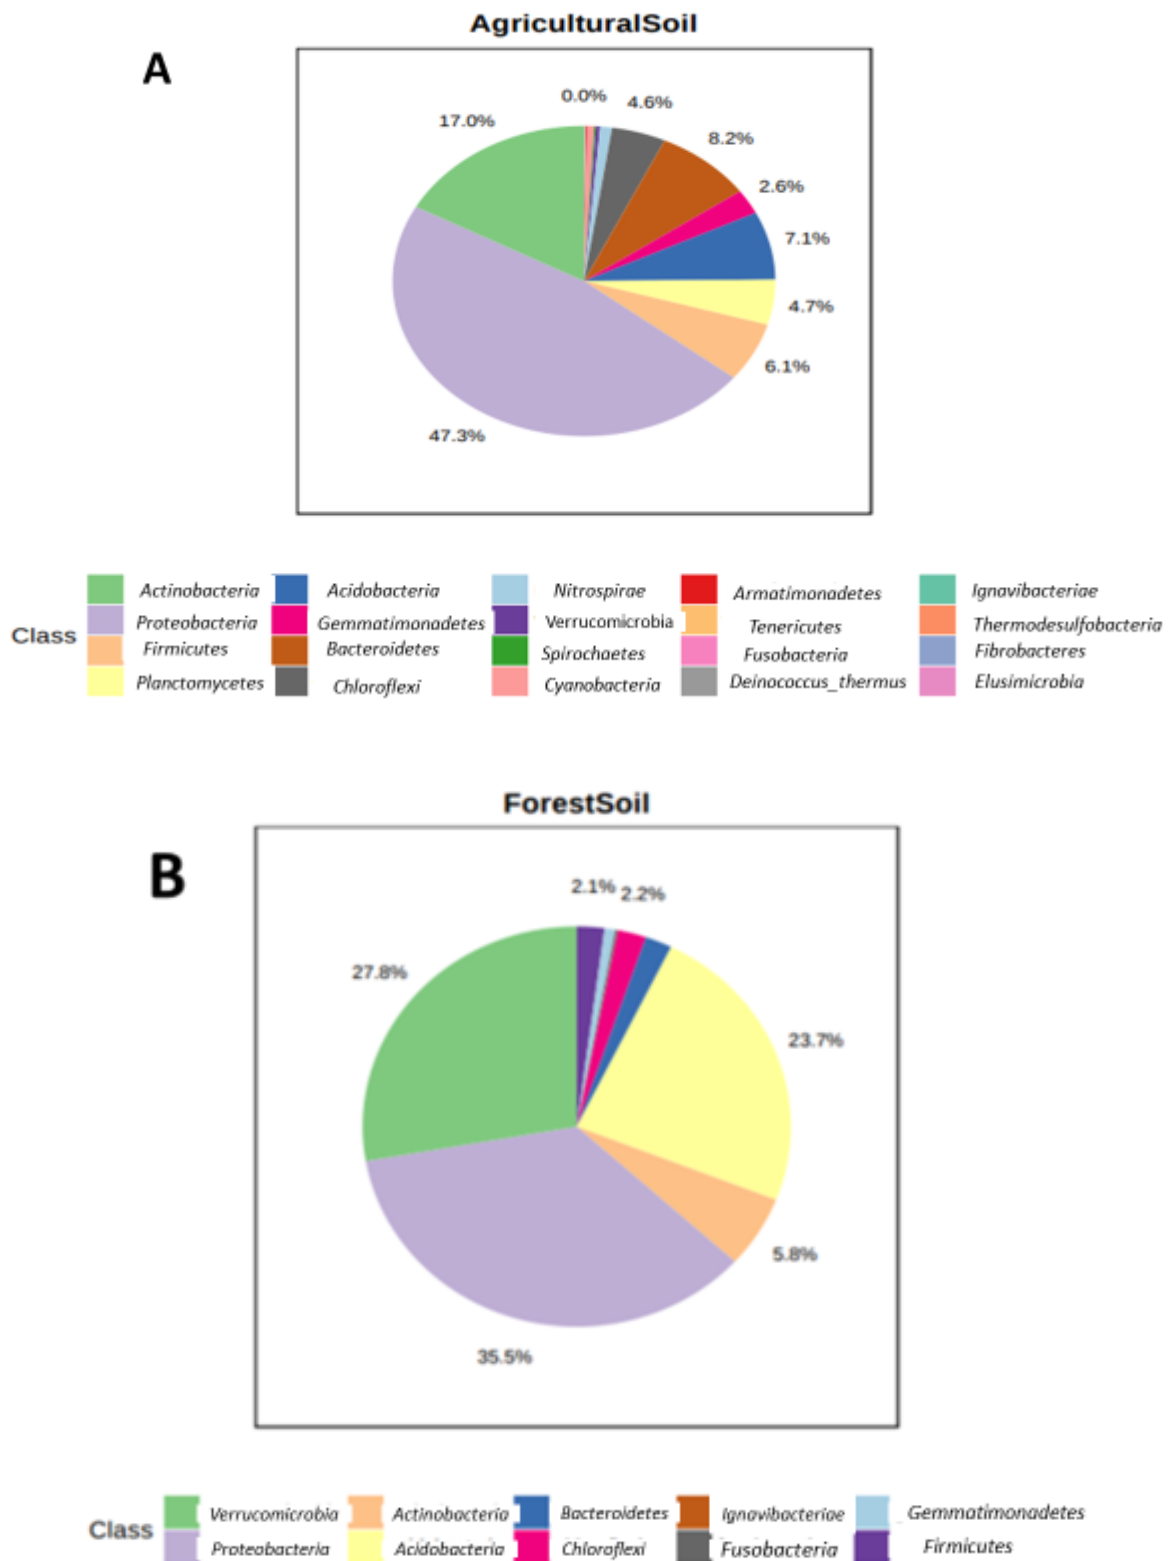 AgriculturalSoil
A
0.0%
4.6%
17.0%
8.2%
2.6%
7.1%
4.7%
6.1%
47.3%
Class
Actinobacteria Acidobacteria Nitrospirae Armatimonadetes Ignavibacteriae
Proteobacteria Gemmatimonadetes Verrucomicrobia Tenericutes Thermodesulfobacteria
Firmicutes Bacteroidetes Spirochaetes Fusobacteria Fibrobacteres
Planctomycetes Chloroflexi Cyanobacteria Deinococcus_thermus Elusimicrobia
ForestSoil
B
2.1% 2.2%
27.8%
23.7%
5.8%
35.5%
Class
Verrucomicrobia Actinobacteria Bacteroidetes Ignavibacteriae Gemmatimonadetes
Proteobacteria Acidobacteria Chloroflexi Fusobacteria Firmicutes